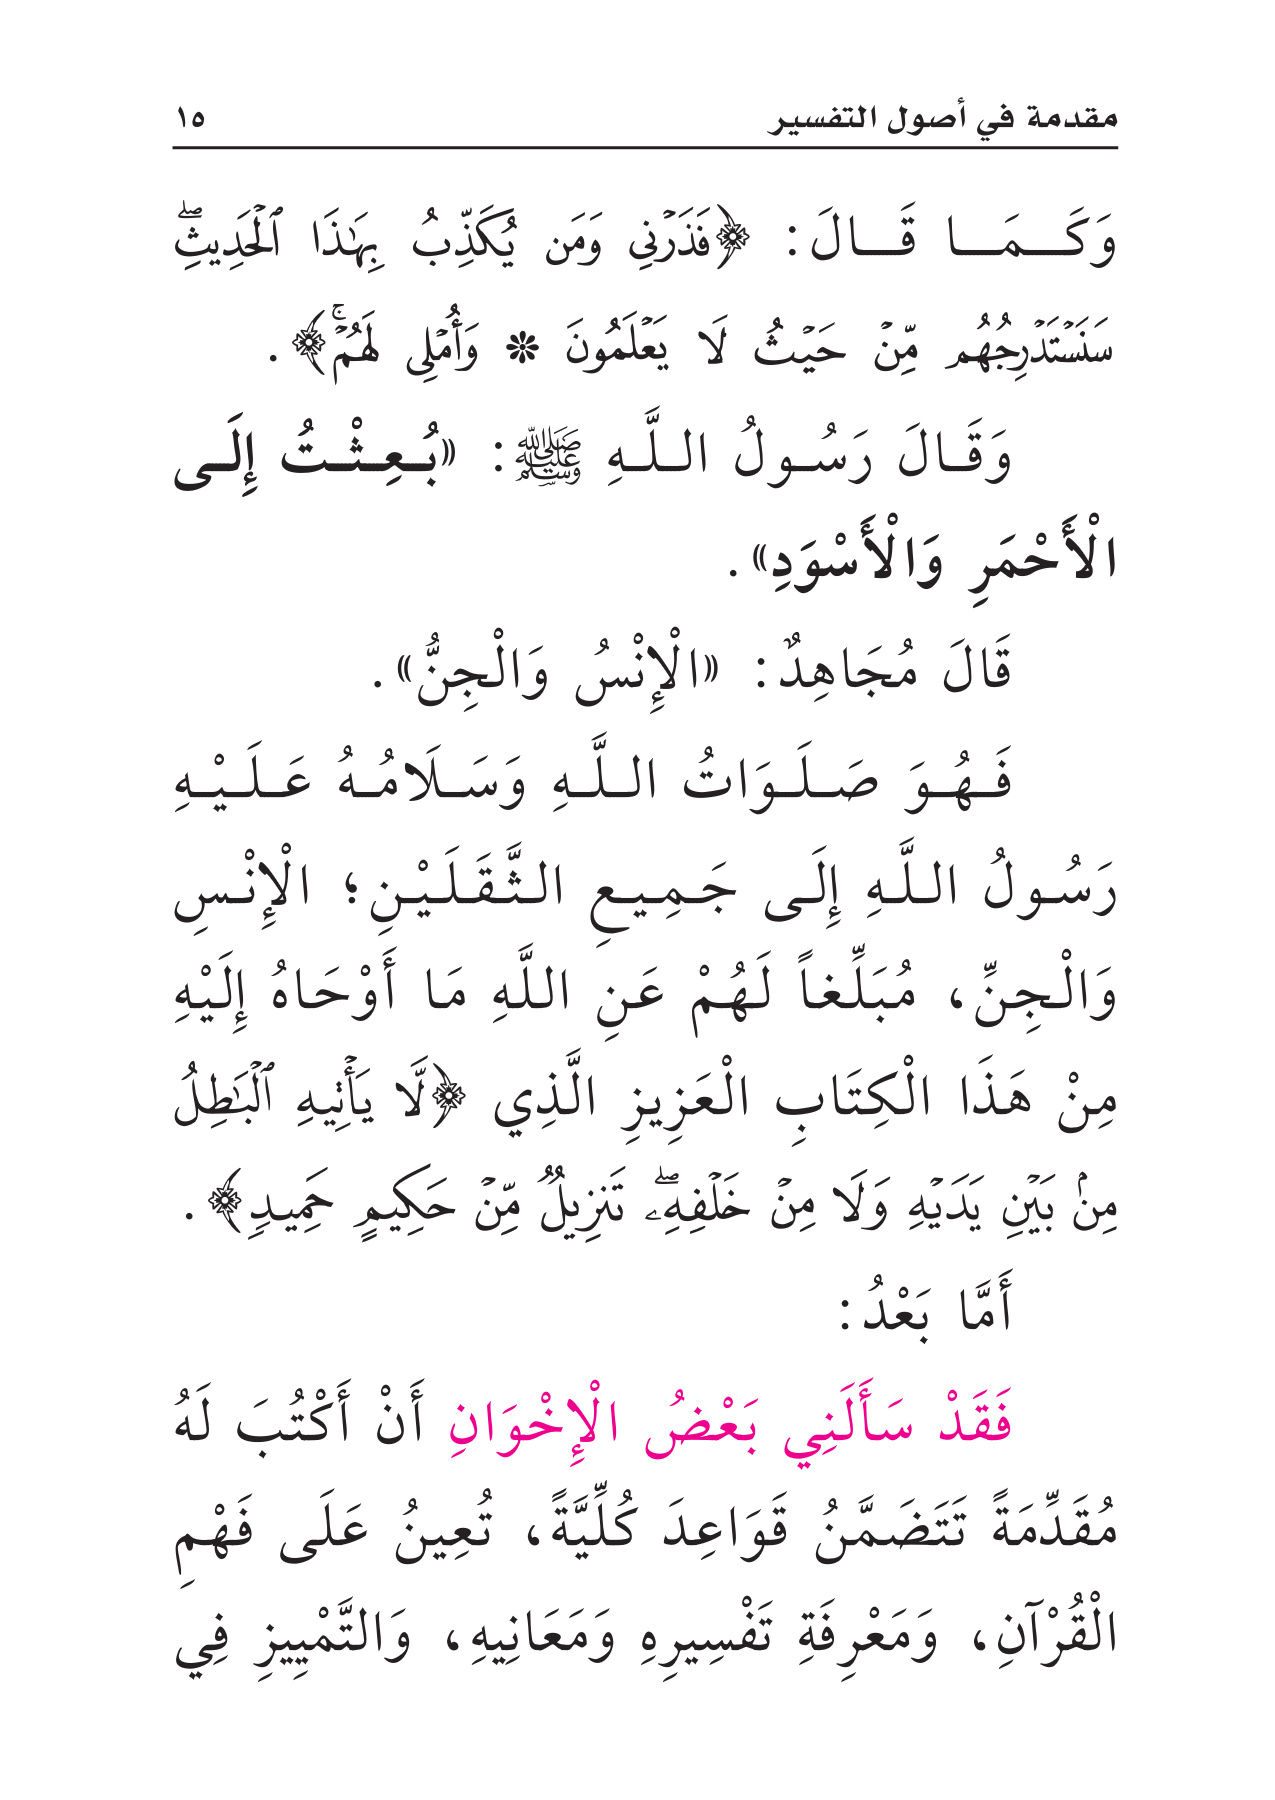 مقدمة في أصول التفسير ١٥
وَكَمَا قَالَ: ﴿فَذَرۡنِي وَمَن يُكَذِّبُ بِهَٰذَا ٱلۡحَدِيثِۖ
سَنَسۡتَدۡرِجُهُم مِّنۡ حَيۡثُ لَا يَعۡلَمُونَ * وَأُمۡلِي لَهُمۡۚ﴾.
وَقَالَ رَسُولُ اللَّهِ ﷺ: «بُعِثْتُ إِلَى
الْأَحْمَرِ وَالْأَسْوَدِ».
قَالَ مُجَاهِدٌ: «الْإِنْسُ وَالْجِنُّ».
فَهُوَ صَلَوَاتُ اللَّهِ وَسَلَامُهُ عَلَيْهِ
رَسُولُ اللَّهِ إِلَى جَمِيعِ الثَّقَلَيْنِ؛ الْإِنْسِ
وَالْجِنِّ، مُبَلِّغاً لَهُمْ عَنِ اللَّهِ مَا أَوْحَاهُ إِلَيْهِ
مِنْ هَذَا الْكِتَابِ الْعَزِيزِ الَّذِي ﴿لَّا يَأۡتِيهِ ٱلۡبَٰطِلُ
مِنۢ بَيۡنِ يَدَيۡهِ وَلَا مِنۡ خَلۡفِهِۦۖ تَنزِيلٞ مِّنۡ حَكِيمٍ حَمِيدٖ﴾.
أَمَّا بَعْدُ:
فَقَدْ سَأَلَنِي بَعْضُ الْإِخْوَانِ أَنْ أَكْتُبَ لَهُ
مُقَدِّمَةً تَتَضَمَّنُ قَوَاعِدَ كُلِّيَّةً، تُعِينُ عَلَى فَهْمِ
الْقُرْآنِ، وَمَعْرِفَةِ تَفْسِيرِهِ وَمَعَانِيهِ، وَالتَّمْيِيزِ فِي